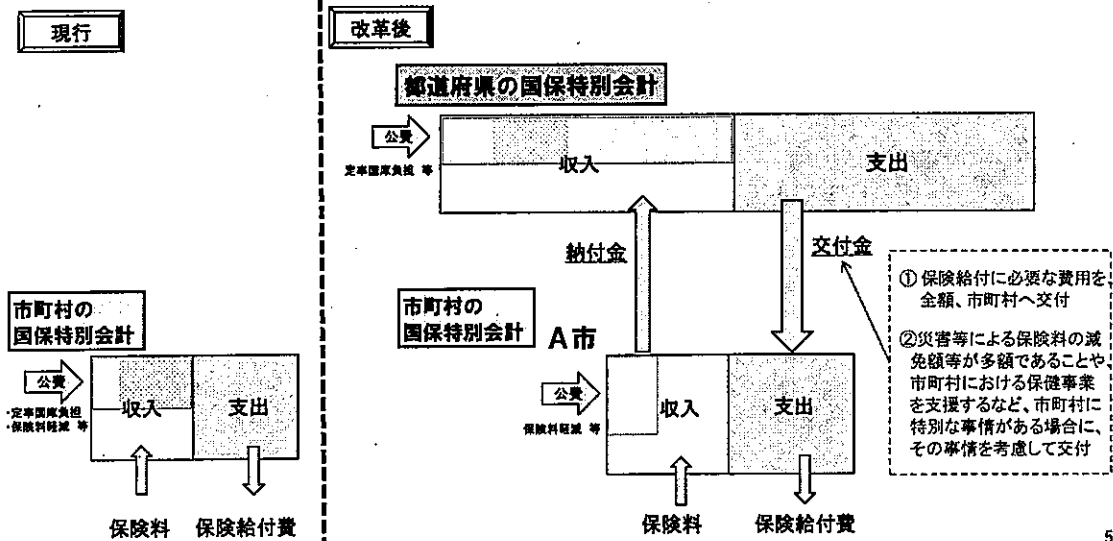 現行
市町村の
国保特別会計
公費
・定率国庫負担
・保険料軽減 等
収入
支出
保険料
保険給付費
改革後
都道府県の国保特別会計
公費
定率国庫負担 等
収入
支出
納付金
交付金
市町村の
国保特別会計
A市
公費
保険料軽減 等
収入
支出
保険料
保険給付費
①保険給付に必要な費用を、
全額、市町村へ交付
②災害等による保険料の減
免額等が多額であることや、
市町村における保健事業
を支援するなど、市町村に
特別な事情がある場合に、
その事情を考慮して交付
5